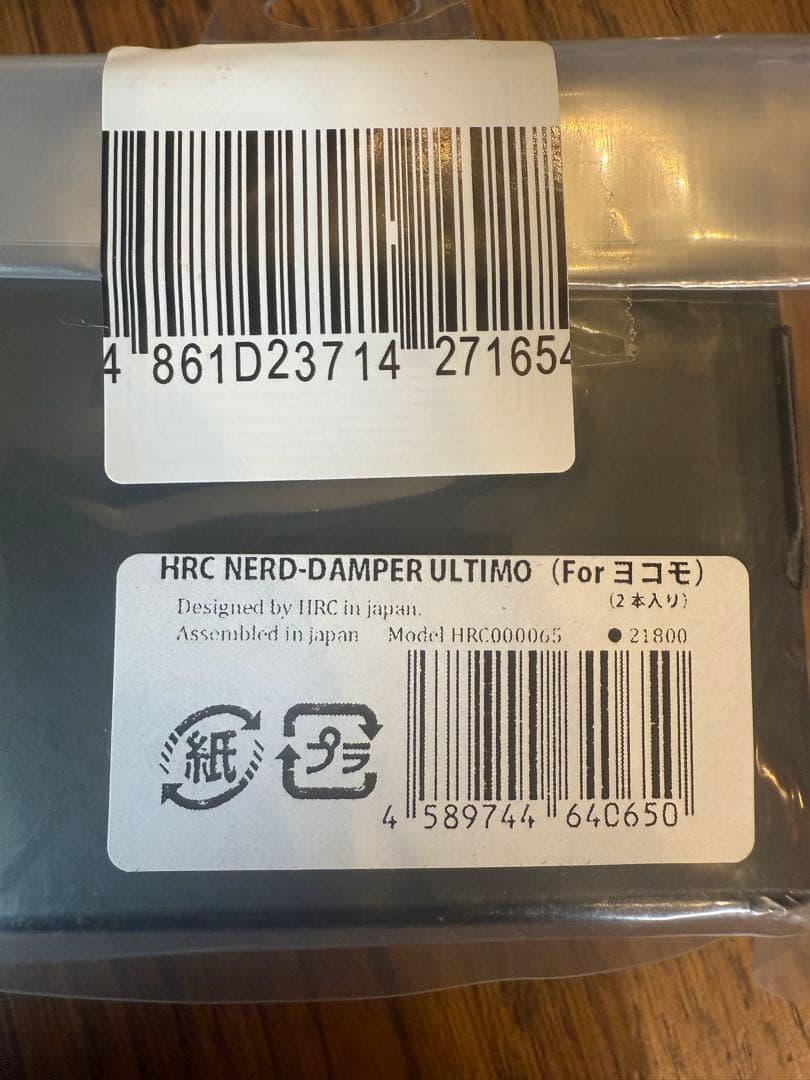 4 861D23714 271654
HRC NERD-DAMPER ULTIMO (For ヨコモ)
(2本入り)
Designed by HRC in japan.
Assembled in japan Model HRC000065 ●21800
紙 プラ
4 589744 640650